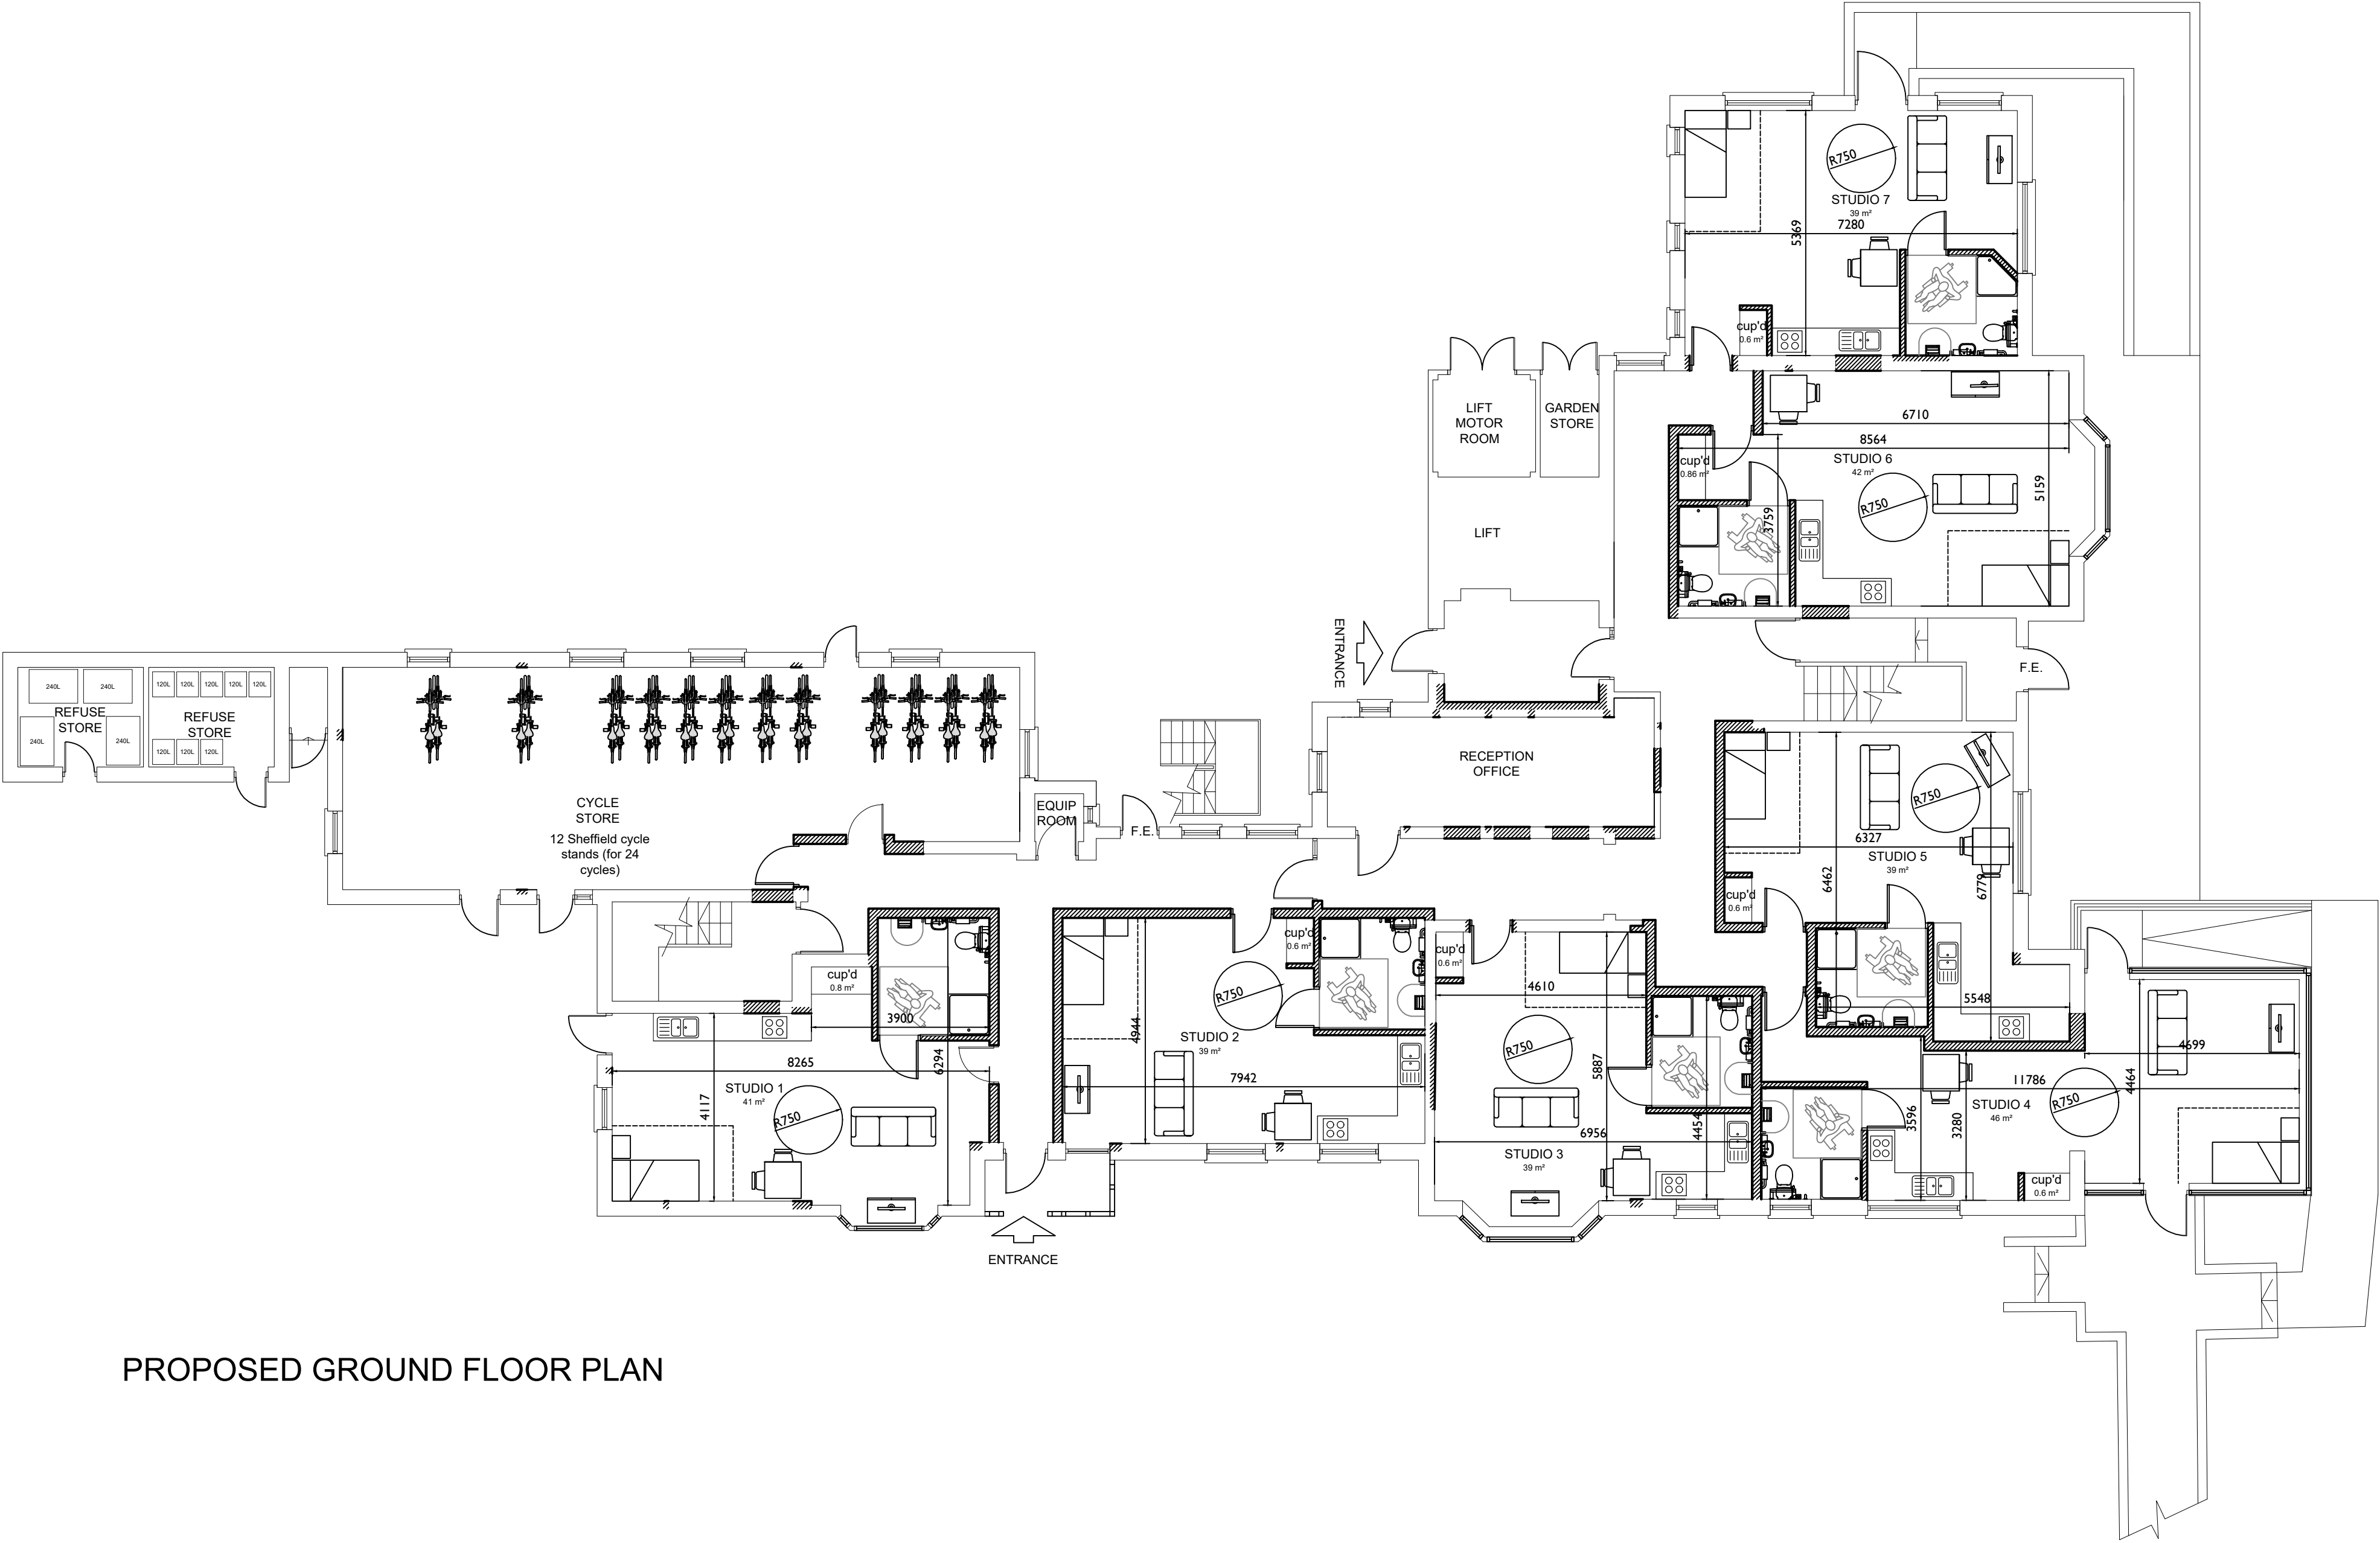 R750
STUDIO 7
39 m²
7280
5369
cup'd
0.6 m²
LIFT
MOTOR
ROOM
GARDEN
STORE
6710
8564
cup'd
0.86 m²
STUDIO 6
42 m²
R750
5159
3759
LIFT
ENTRANCE
F.E.
240L
240L
240L
240L
REFUSE
STORE
120L
120L
120L
120L
120L
REFUSE
STORE
120L
120L
120L
CYCLE
STORE
12 Sheffield cycle
stands (for 24
cycles)
EQUIP
ROOM
F.E.
RECEPTION
OFFICE
R750
6327
STUDIO 5
39 m²
6462
6779
cup'd
0.6 m²
5548
cup'd
0.8 m²
3900
8265
6294
STUDIO 1
41 m²
4117
R750
cup'd
0.6 m²
R750
4944
STUDIO 2
39 m²
7942
cup'd
0.6 m²
4610
R750
5887
6956
4454
STUDIO 3
39 m²
4699
11786
4464
STUDIO 4
46 m²
R750
3596
3280
cup'd
0.6 m²
ENTRANCE
PROPOSED GROUND FLOOR PLAN